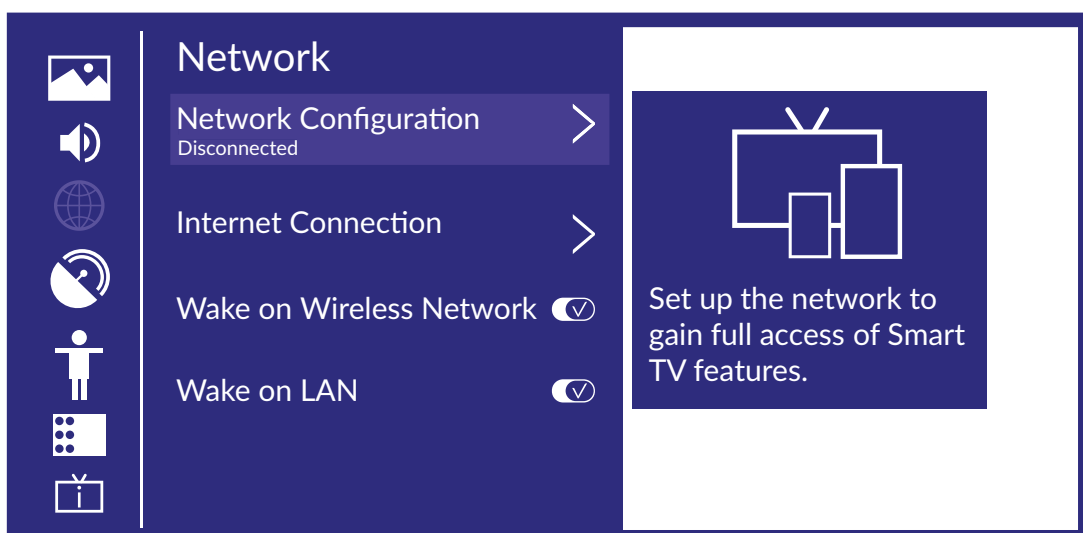 Network
Network Configuration
Disconnected
Internet Connection
Wake on Wireless Network
Wake on LAN
Set up the network to
gain full access of Smart
TV features.